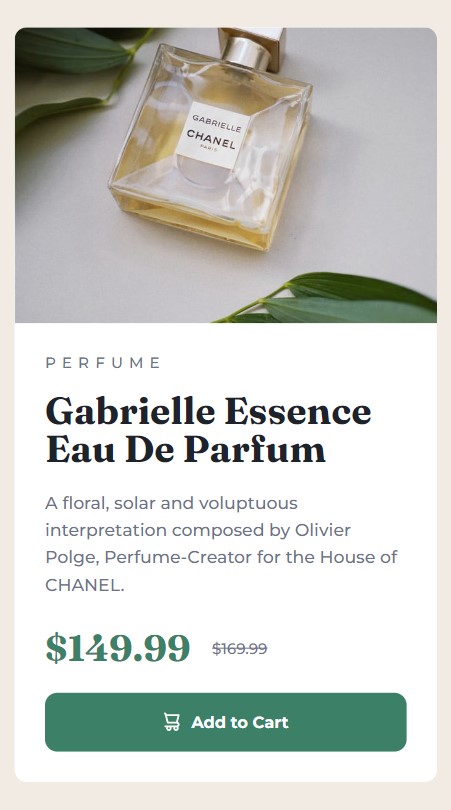 GABRIELLE
CHANEL
PARIS
PERFUME
Gabrielle Essence
Eau De Parfum
A floral, solar and voluptuous
interpretation composed by Olivier
Polge, Perfume-Creator for the House of
CHANEL.
$149.99 $169.99
Add to Cart